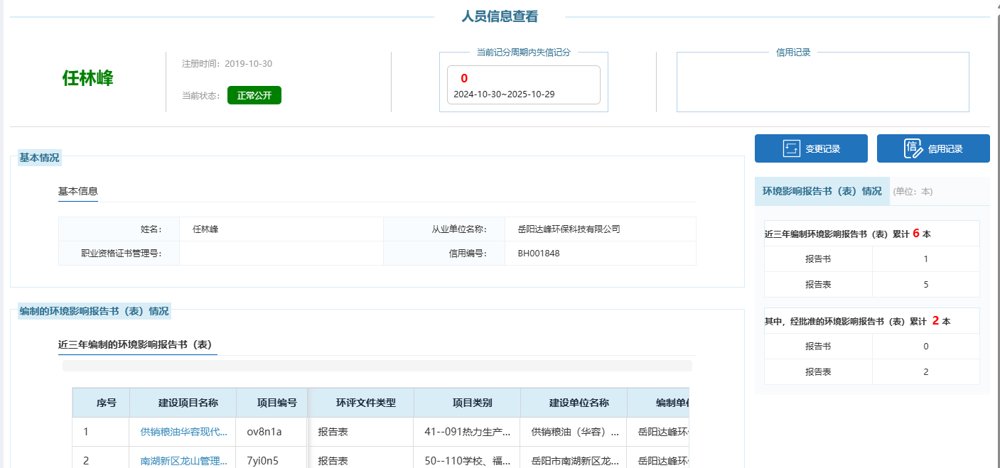 人员信息查看
任林峰
注册时间：2019-10-30
当前状态：
正常公开
当前记分周期内失信记分
0
2024-10-30~2025-10-29
信用记录
变更记录
信用记录
基本情况
基本信息
姓名：
任林峰
从业单位名称：
岳阳达峰环保科技有限公司
职业资格证书管理号：
信用编号：
BH001848
环境影响报告书（表）情况 (单位：本)
近三年编制环境影响报告书（表）累计 6 本
报告书 1
报告表 5
其中，经批准的环境影响报告书（表）累计 2 本
报告书 0
报告表 2
编制的环境影响报告书（表）情况
近三年编制的环境影响报告书（表）
序号 建设项目名称 项目编号 环评文件类型 项目类别 建设单位名称 编制单
1 供销粮油华容现代... ov8n1a 报告表 41--091热力生产... 供销粮油（华容）... 岳阳达峰环
2 南湖新区龙山管理... 7yi0n5 报告表 50--110学校、福... 岳阳市南湖新区龙... 岳阳达峰环